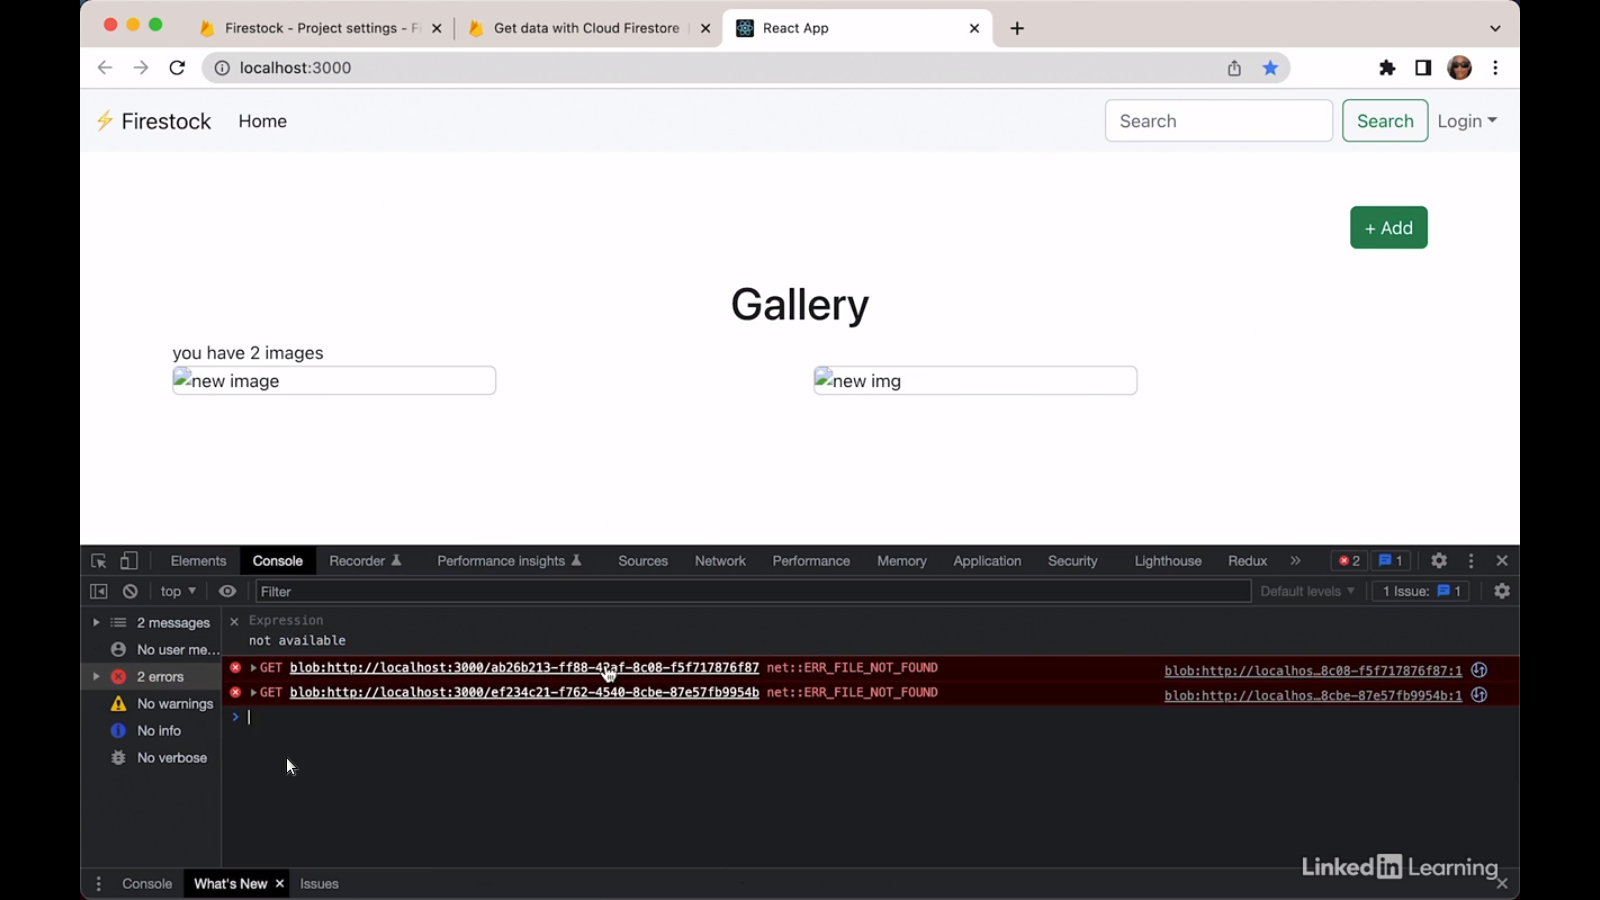 Firestock - Project settings - Fi
Get data with Cloud Firestore
React App
localhost:3000
Firestock
Home
Search
Search
Login
+ Add
Gallery
you have 2 images
new image
new img
Elements
Console
Recorder
Performance insights
Sources
Network
Performance
Memory
Application
Security
Lighthouse
Redux
2
1
top
Filter
Default levels
1 Issue: 1
2 messages
No user me...
2 errors
No warnings
No info
No verbose
Expression
not available
GET blob:http://localhost:3000/ab26b213-ff88-42af-8c08-f5f717876f87 net::ERR_FILE_NOT_FOUND
blob:http://localhos…8c08-f5f717876f87:1
GET blob:http://localhost:3000/ef234c21-f762-4540-8cbe-87e57fb9954b net::ERR_FILE_NOT_FOUND
blob:http://localhos…8cbe-87e57fb9954b:1
Console
What's New
Issues
LinkedIn Learning